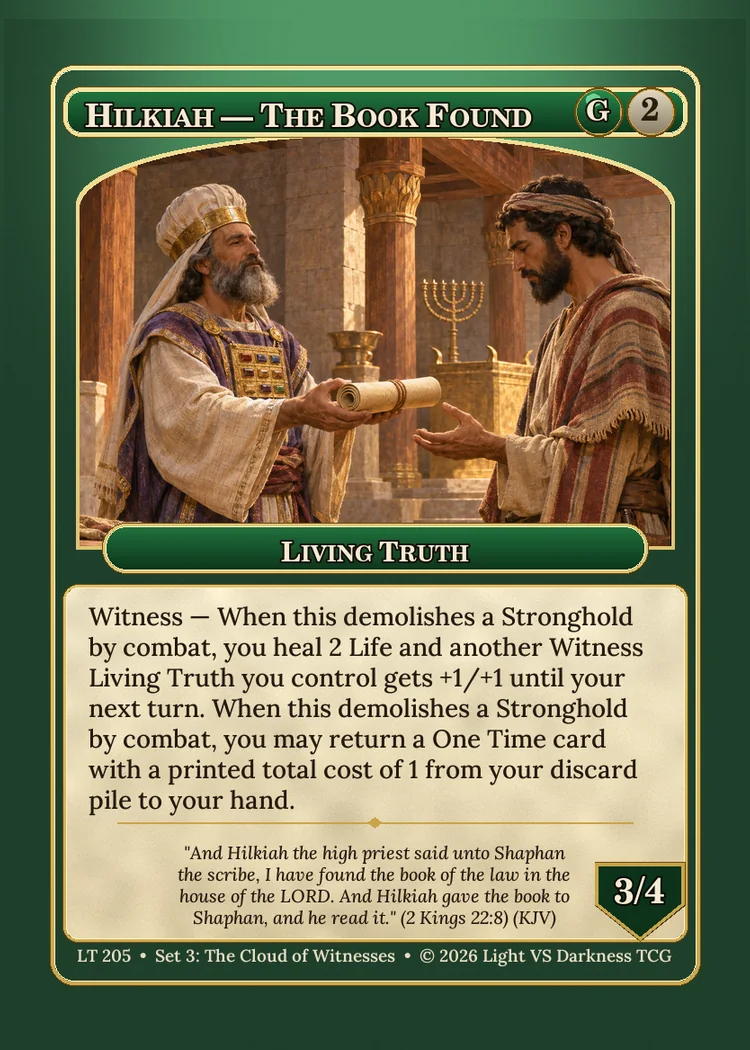 Hilkiah — The Book Found G 2
Living Truth
Witness — When this demolishes a Stronghold
by combat, you heal 2 Life and another Witness
Living Truth you control gets +1/+1 until your
next turn. When this demolishes a Stronghold
by combat, you may return a One Time card
with a printed total cost of 1 from your discard
pile to your hand.
"And Hilkiah the high priest said unto Shaphan
the scribe, I have found the book of the law in the
house of the LORD. And Hilkiah gave the book to
Shaphan, and he read it." (2 Kings 22:8) (KJV)
3/4
LT 205 • Set 3: The Cloud of Witnesses • © 2026 Light VS Darkness TCG